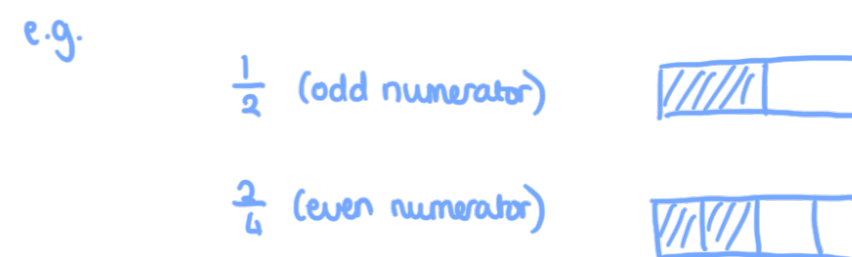 e.g.
1/2 (odd numerator)
2/4 (even numerator)